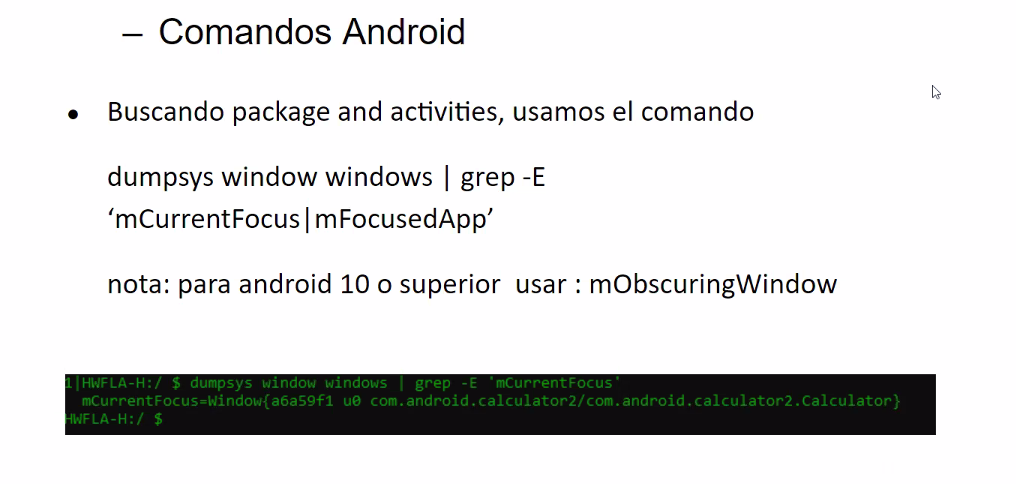 – Comandos Android
• Buscando package and activities, usamos el comando
dumpsys window windows | grep -E
‘mCurrentFocus|mFocusedApp’
nota: para android 10 o superior  usar : mObscuringWindow
1|HWFLA-H:/ $ dumpsys window windows | grep -E 'mCurrentFocus'
  mCurrentFocus=Window{a6a59f1 u0 com.android.calculator2/com.android.calculator2.Calculator}
HWFLA-H:/ $